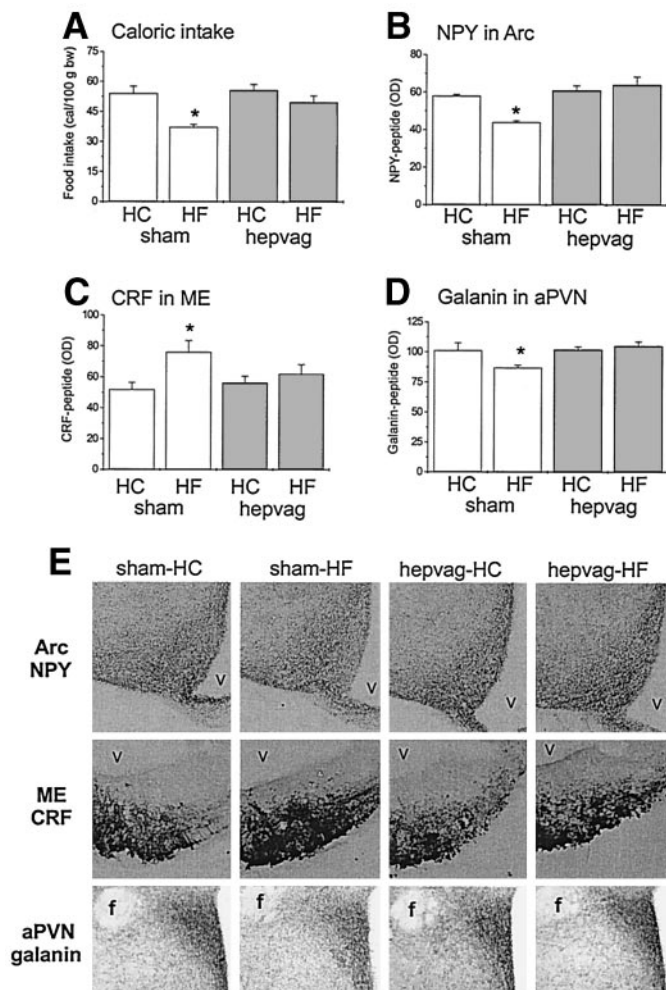 A Caloric intake
Food intake (cal/100 g bw)
75
60
45
30
15
0
*
HC HF HC HF
sham hepvag
B NPY in Arc
NPY-peptide (OD)
80
60
40
20
0
*
HC HF HC HF
sham hepvag
C CRF in ME
CRF-peptide (OD)
100
80
60
40
20
0
*
HC HF HC HF
sham hepvag
D Galanin in aPVN
Galanin-peptide (OD)
125
100
75
50
25
0
*
HC HF HC HF
sham hepvag
E
sham-HC sham-HF hepvag-HC hepvag-HF
Arc
NPY
V V V V
ME
CRF
V V V V
aPVN
galanin
f f f f